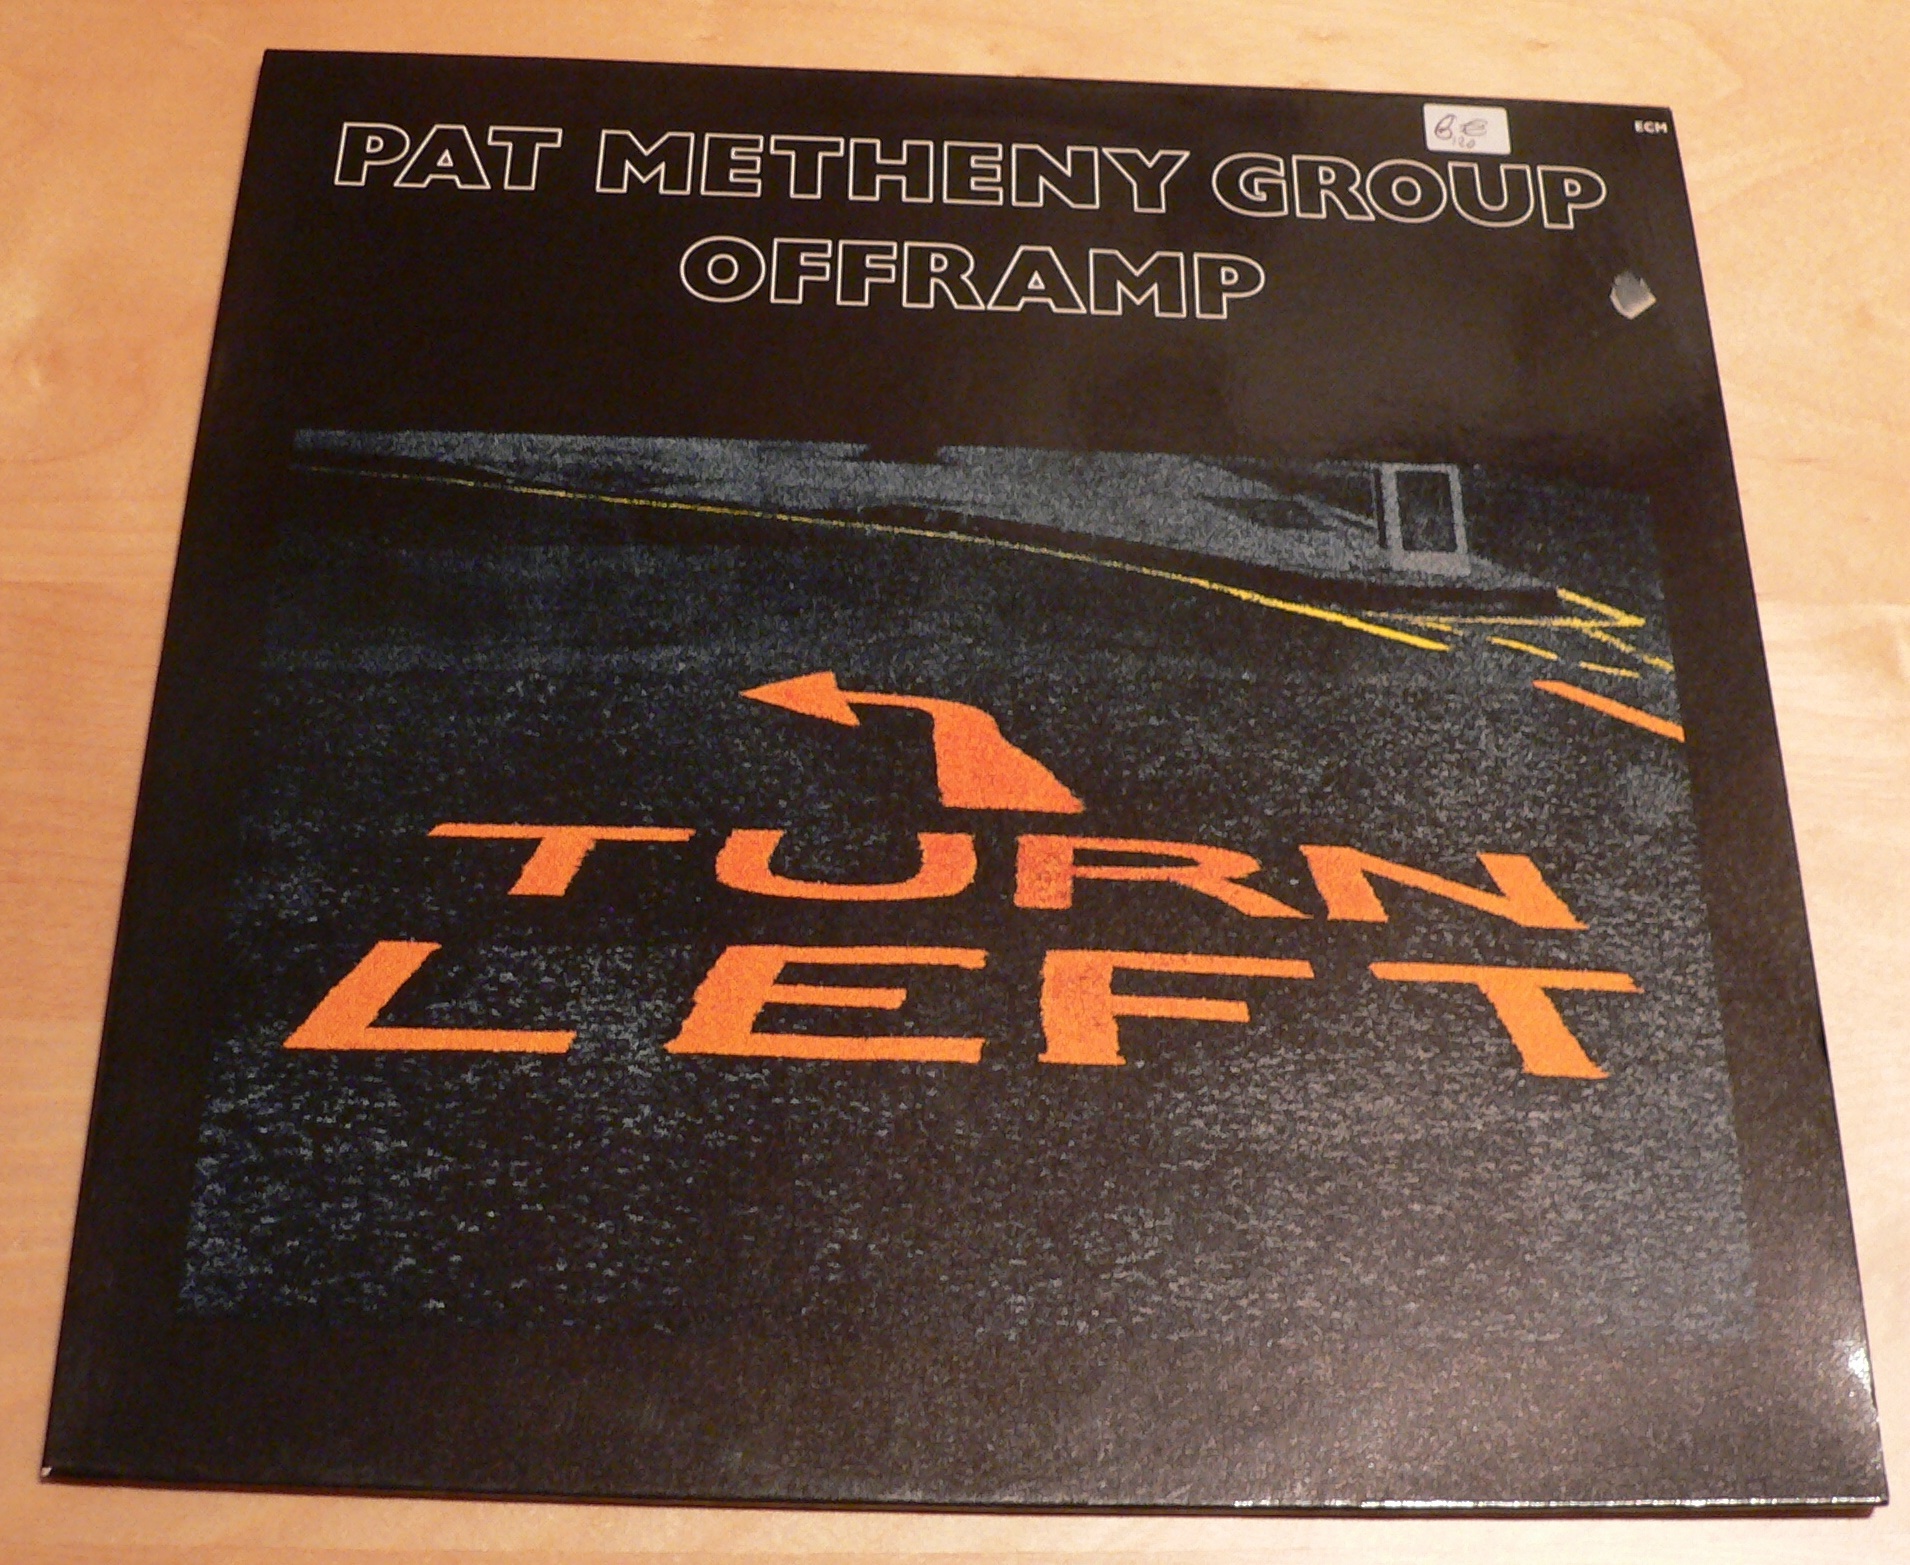 ECM
PAT METHENY GROUP
OFFRAMP
TURN
LEFT